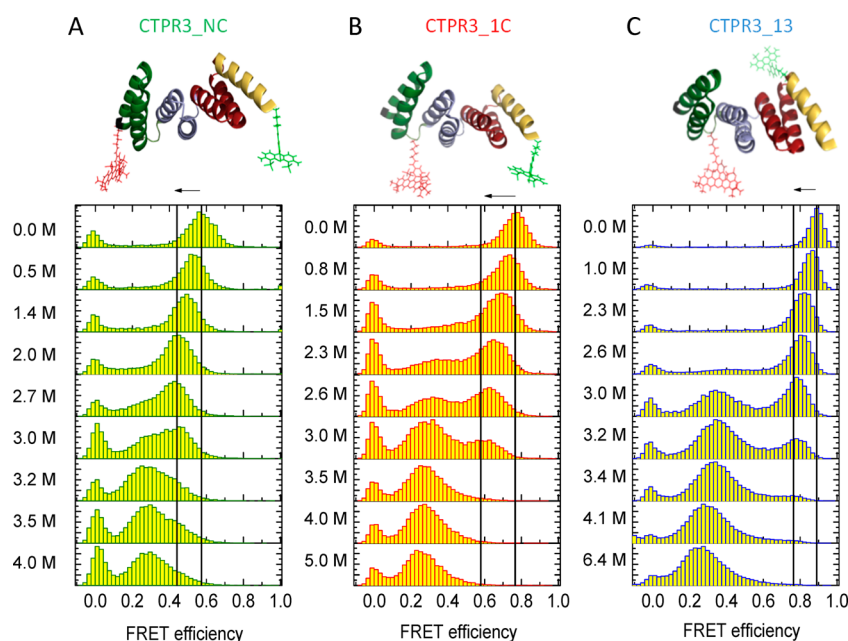 A CTPR3_NC
B CTPR3_1C
C CTPR3_13
0.0 M
0.5 M
1.4 M
2.0 M
2.7 M
3.0 M
3.2 M
3.5 M
4.0 M
0.0 0.2 0.4 0.6 0.8 1.0
FRET efficiency
0.0 M
0.8 M
1.5 M
2.3 M
2.6 M
3.0 M
3.5 M
4.0 M
5.0 M
0.0 0.2 0.4 0.6 0.8 1.0
FRET efficiency
0.0 M
1.0 M
2.3 M
2.6 M
3.0 M
3.2 M
3.4 M
4.1 M
6.4 M
0.0 0.2 0.4 0.6 0.8 1.0
FRET efficiency